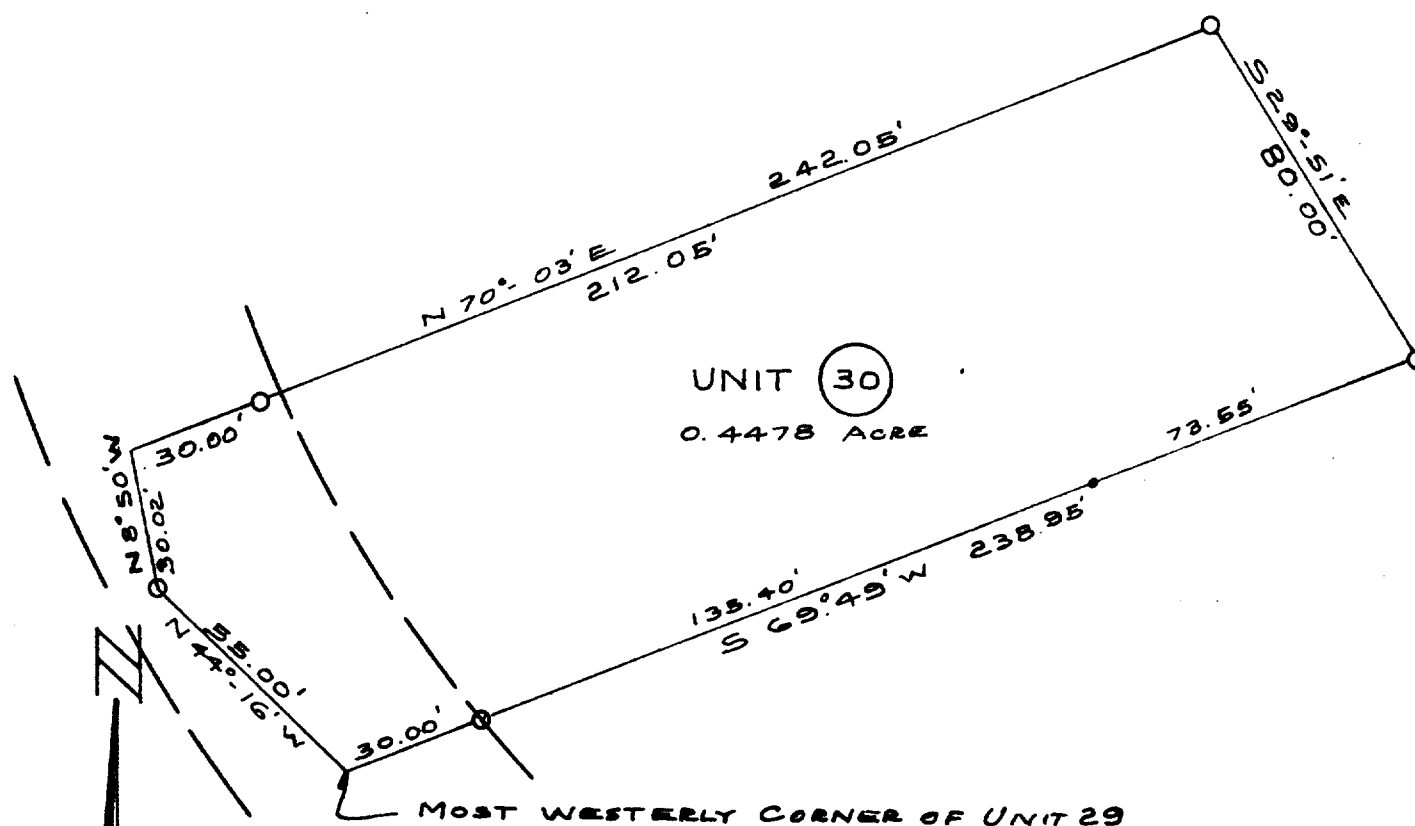 242.05'
N 70°- 03' E
212.05'
S 29°- 51' E
80.00'
UNIT 30
0.4478 ACRE
30.00'
N 8° 50' W
30.02'
73.55'
238.95'
135.40'
S 69° 49' W
55.00'
N 44°- 16' W
30.00'
N
MOST WESTERLY CORNER OF UNIT 29